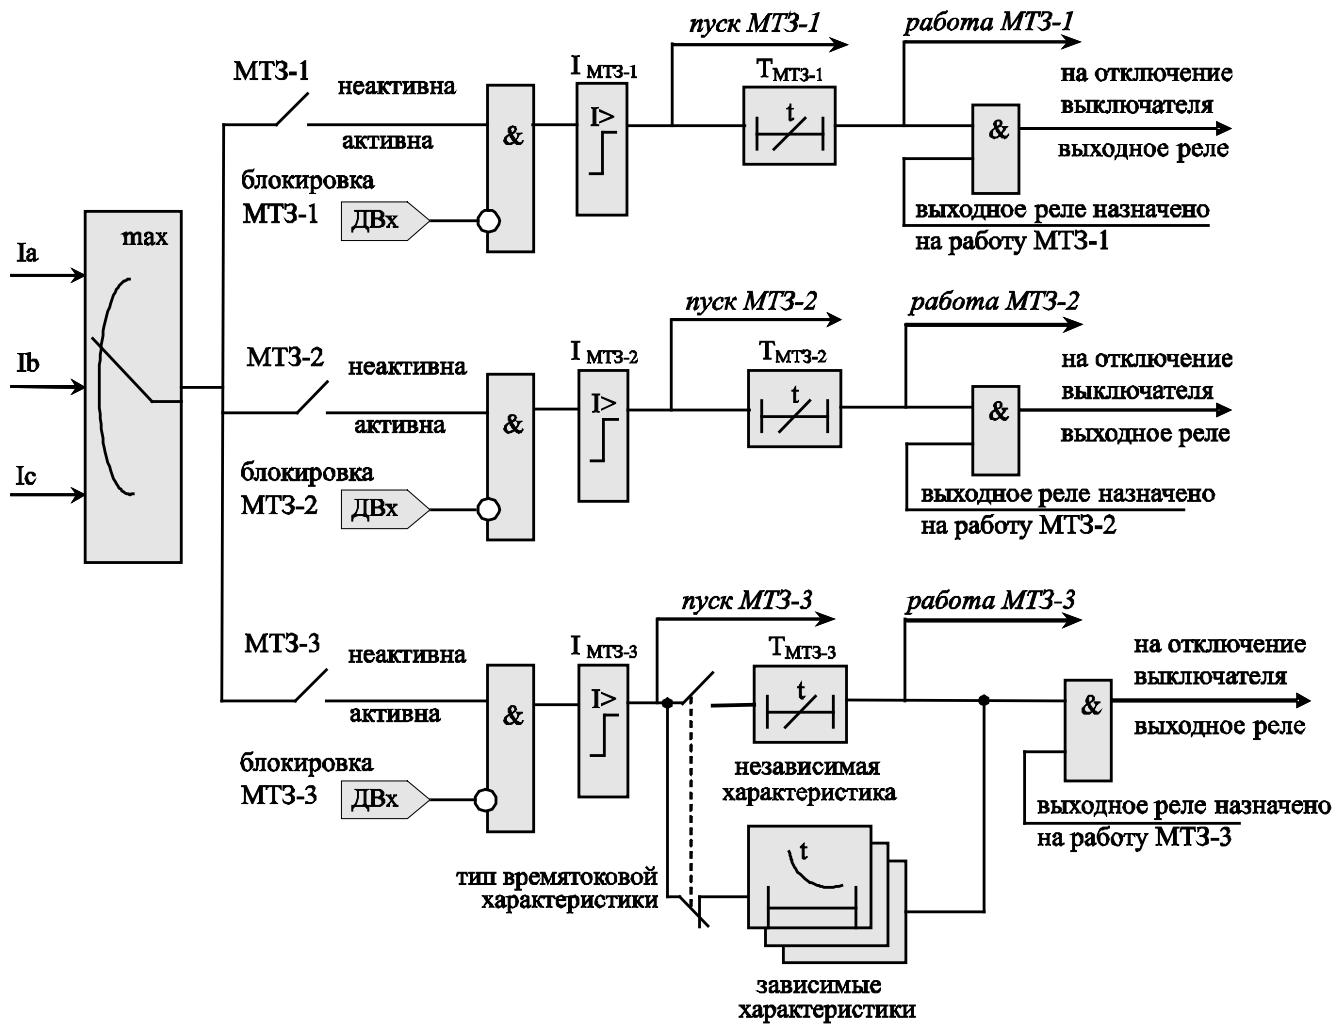 пуск МТЗ-1
работа МТЗ-1
МТЗ-1
неактивна
активна
I МТЗ-1
TМТЗ-1
на отключение
выключателя
выходное реле
&
I>
t
&
блокировка
МТЗ-1
ДВх
выходное реле назначено
на работу МТЗ-1
max
Ia
Ib
Ic
пуск МТЗ-2
работа МТЗ-2
МТЗ-2
неактивна
активна
I МТЗ-2
TМТЗ-2
на отключение
выключателя
выходное реле
&
I>
t
&
блокировка
МТЗ-2
ДВх
выходное реле назначено
на работу МТЗ-2
пуск МТЗ-3
работа МТЗ-3
МТЗ-3
неактивна
активна
I МТЗ-3
TМТЗ-3
на отключение
выключателя
выходное реле
&
I>
t
&
блокировка
МТЗ-3
ДВх
независимая
характеристика
выходное реле назначено
на работу МТЗ-3
тип времятоковой
характеристики
t
зависимые
характеристики